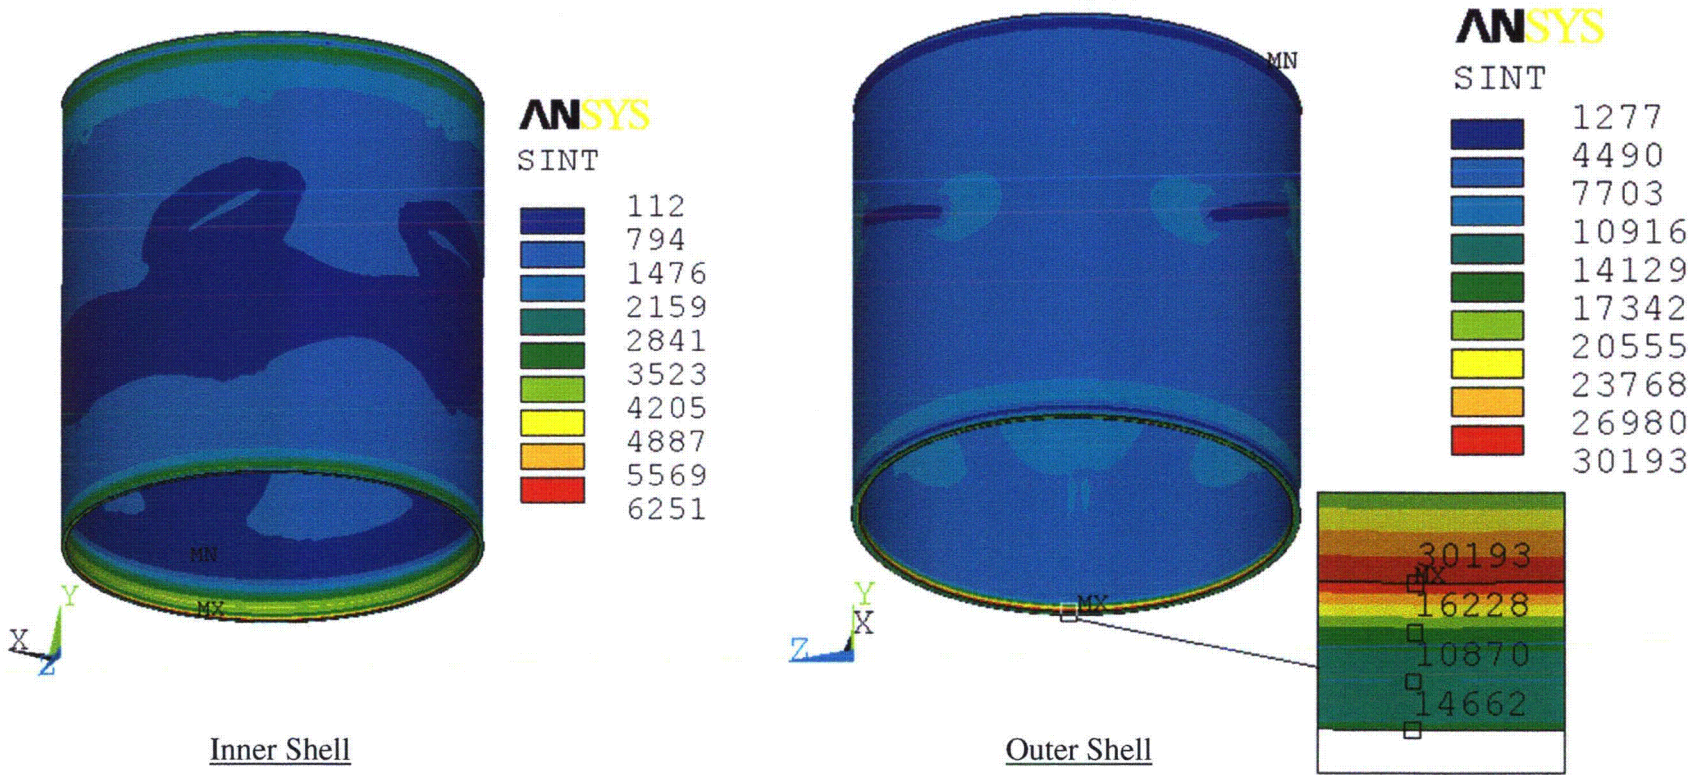 ANSYS
SINT
112
794
1476
2159
2841
3523
4205
4887
5569
6251
MN
MX
Y
X
Z
Inner Shell
MN
ANSYS
SINT
1277
4490
7703
10916
14129
17342
20555
23768
26980
30193
MX
Y
X
Z
30193
MX
16228
10870
14662
Outer Shell